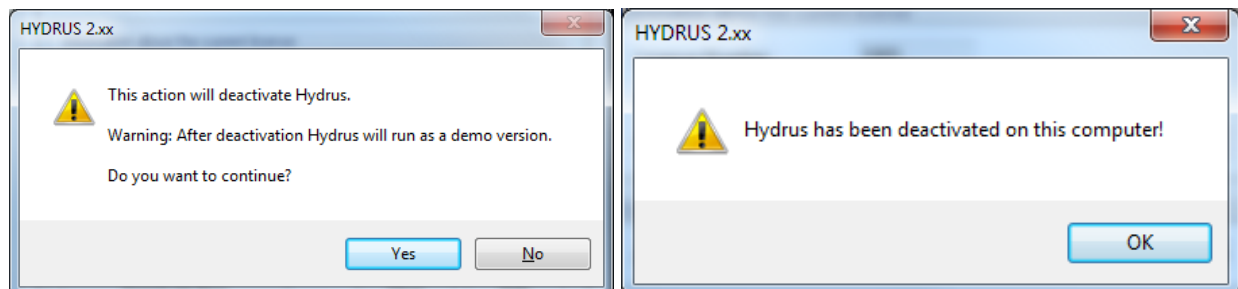 HYDRUS 2.xx
This action will deactivate Hydrus.
Warning: After deactivation Hydrus will run as a demo version.
Do you want to continue?
Yes
No
HYDRUS 2.xx
Hydrus has been deactivated on this computer!
OK